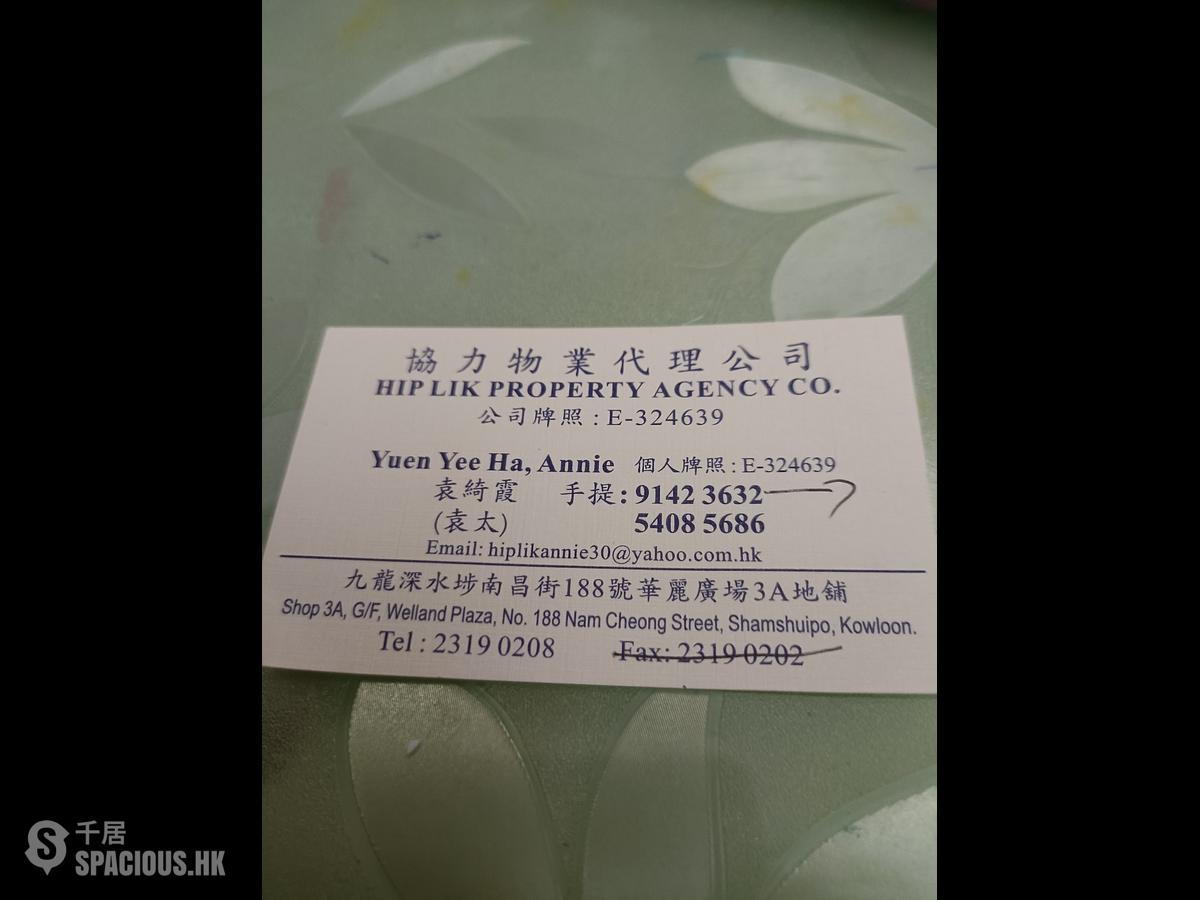 協力物業代理公司
HIP LIK PROPERTY AGENCY CO.
公司牌照 : E-324639
Yuen Yee Ha, Annie 個人牌照 : E-324639
袁綺霞 手提 : 9142 3632
(袁太) 5408 5686
Email: hiplikannie30@yahoo.com.hk
九龍深水埗南昌街188號華麗廣場3A地舖
Shop 3A, G/F, Welland Plaza, No. 188 Nam Cheong Street, Shamshuipo, Kowloon.
Tel : 2319 0208 Fax: 2319 0202
千居
SPACIOUS.HK